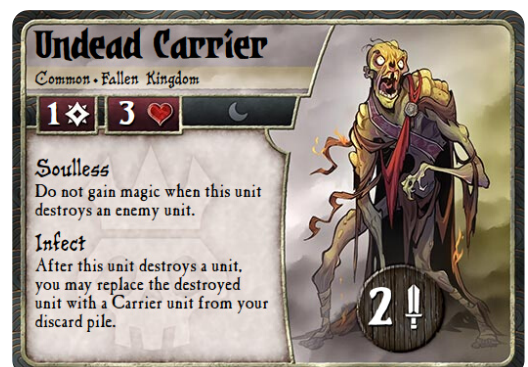 Undead Carrier
Common • Fallen Kingdom
1 3
Soulless
Do not gain magic when this unit
destroys an enemy unit.
Infect
After this unit destroys a unit,
you may replace the destroyed
unit with a Carrier unit from your
discard pile.
2